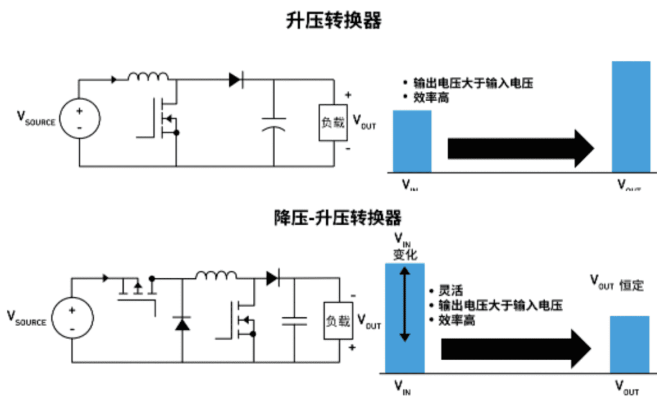 升压转换器
• 输出电压大于输入电压
• 效率高
+
V_SOURCE
+
-
负载
V_OUT
-
V_IN
V_OUT
降压-升压转换器
V_IN
变化
• 灵活
• 输出电压大于输入电压
• 效率高
V_OUT 恒定
-
V_SOURCE
+
-
负载
V_OUT
+
V_IN
V_OUT